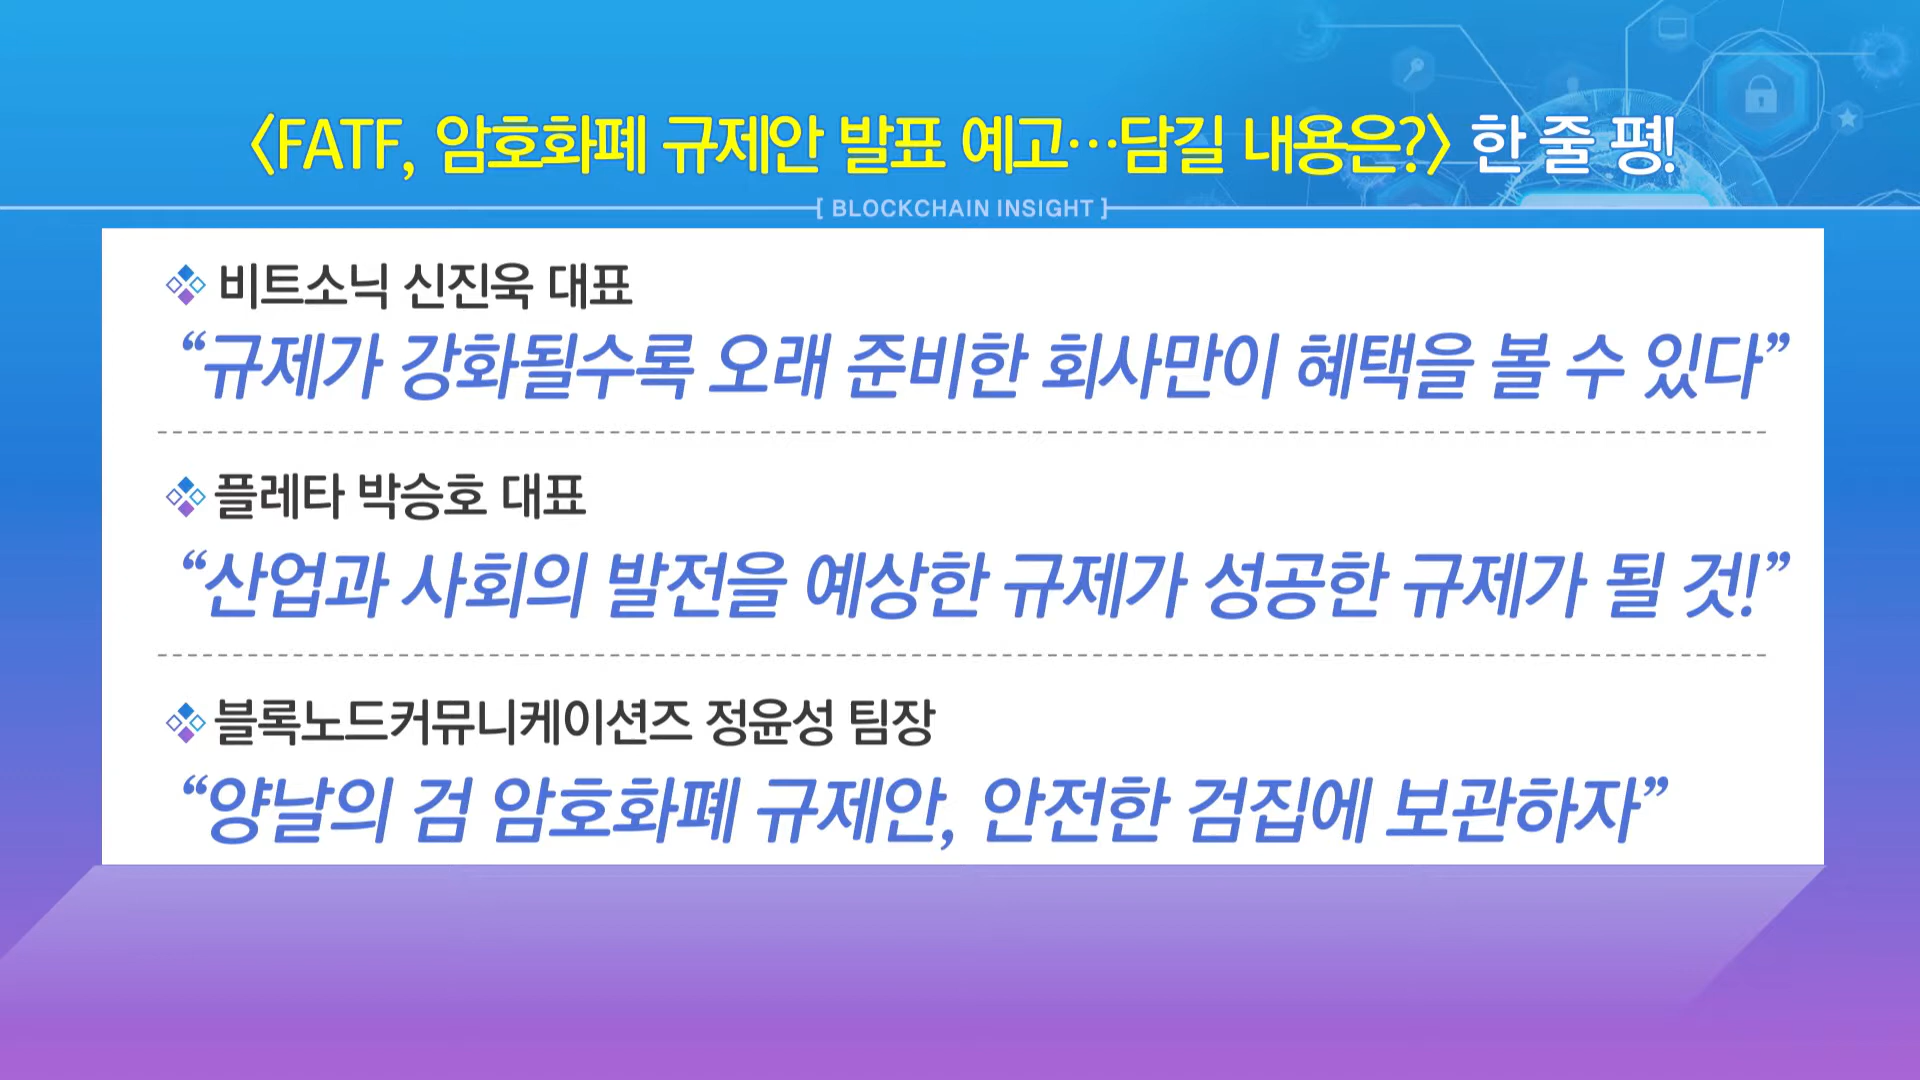 〈FATF, 암호화폐 규제안 발표 예고…담길 내용은?〉 한 줄 평!
[ BLOCKCHAIN INSIGHT ]
비트소닉 신진욱 대표
“규제가 강화될수록 오래 준비한 회사만이 혜택을 볼 수 있다”
플레타 박승호 대표
“산업과 사회의 발전을 예상한 규제가 성공한 규제가 될 것!”
블록노드커뮤니케이션즈 정윤성 팀장
“양날의 검 암호화폐 규제안, 안전한 검집에 보관하자”